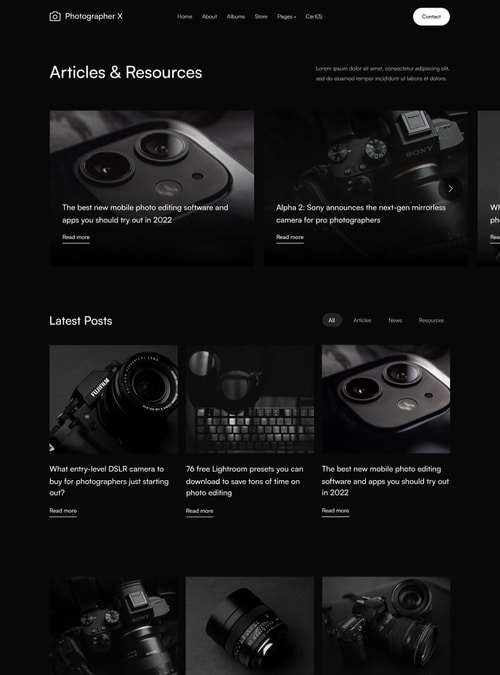 Photographer X
Home About Albums Store Pages Cart(3)
Contact
Articles & Resources
Lorem ipsum dolor sit amet, consectetur adipiscing elit,
sed do eiusmod tempor incididunt ut labore et dolore.
The best new mobile photo editing software and
apps you should try out in 2022
Read more
SONY
Alpha 2: Sony announces the next-gen mirrorless
camera for pro photographers
Read more
Latest Posts
All Articles News Resources
FUJIFILM
What entry-level DSLR camera to
buy for photographers just starting
out?
Read more
76 free Lightroom presets you can
download to save tons of time on
photo editing
Read more
The best new mobile photo editing
software and apps you should try out
in 2022
Read more